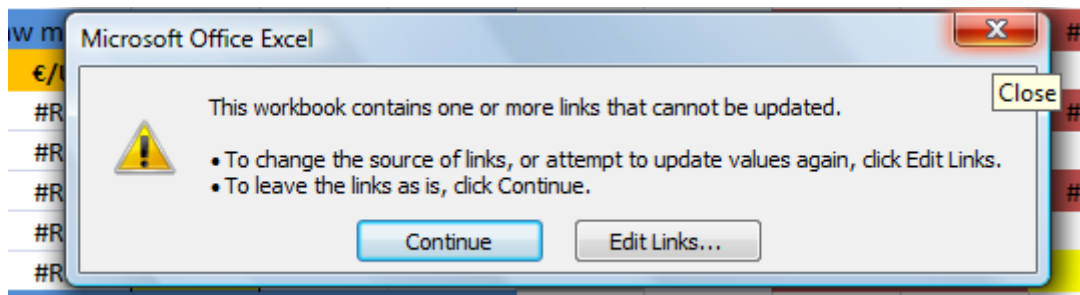 w m
Microsoft Office Excel
#
€/
Close
This workbook contains one or more links that cannot be updated.
#R
#
#R
• To change the source of links, or attempt to update values again, click Edit Links.
#R
• To leave the links as is, click Continue.
#
#R
Continue
Edit Links...
#R